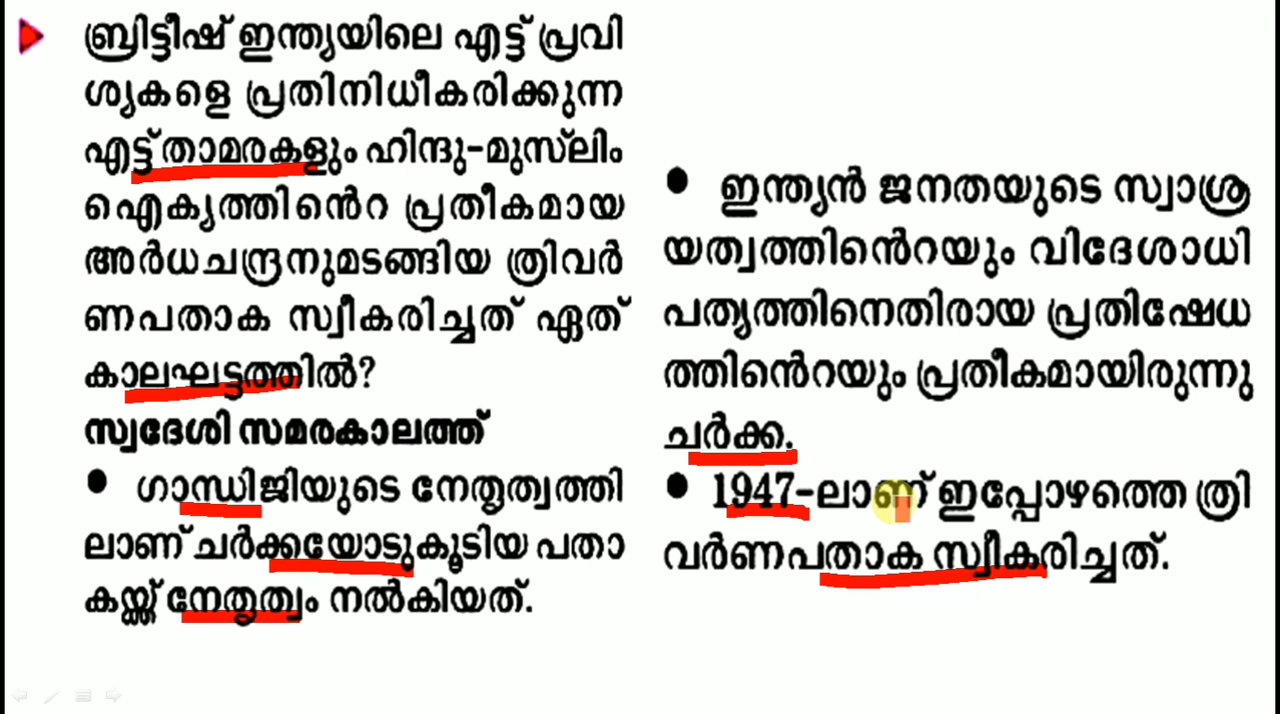 ബ്രിട്ടീഷ് ഇന്ത്യയിലെ എട്ട് പ്രവി
ശ്യകളെ പ്രതിനിധീകരിക്കുന്ന
എട്ട് താമരകളും ഹിന്ദു-മുസ്‌ലിം
ഐക്യത്തിൻെറ പ്രതീകമായ
അർധചന്ദ്രനുമടങ്ങിയ ത്രിവർ
ണപതാക സ്വീകരിച്ചത് ഏത്
കാലഘട്ടത്തിൽ?
സ്വദേശി സമരകാലത്ത്
● ഗാന്ധിജിയുടെ നേതൃത്വത്തി
ലാണ് ചർക്കയോടുകൂടിയ പതാ
കയ്ക്ക് നേതൃത്വം നൽകിയത്.
● ഇന്ത്യൻ ജനതയുടെ സ്വാശ്ര
യത്വത്തിൻെറയും വിദേശാധി
പത്യത്തിനെതിരായ പ്രതിഷേധ
ത്തിൻെറയും പ്രതീകമായിരുന്നു
ചർക്ക.
● 1947-ലാണ് ഇപ്പോഴത്തെ ത്രി
വർണപതാക സ്വീകരിച്ചത്.